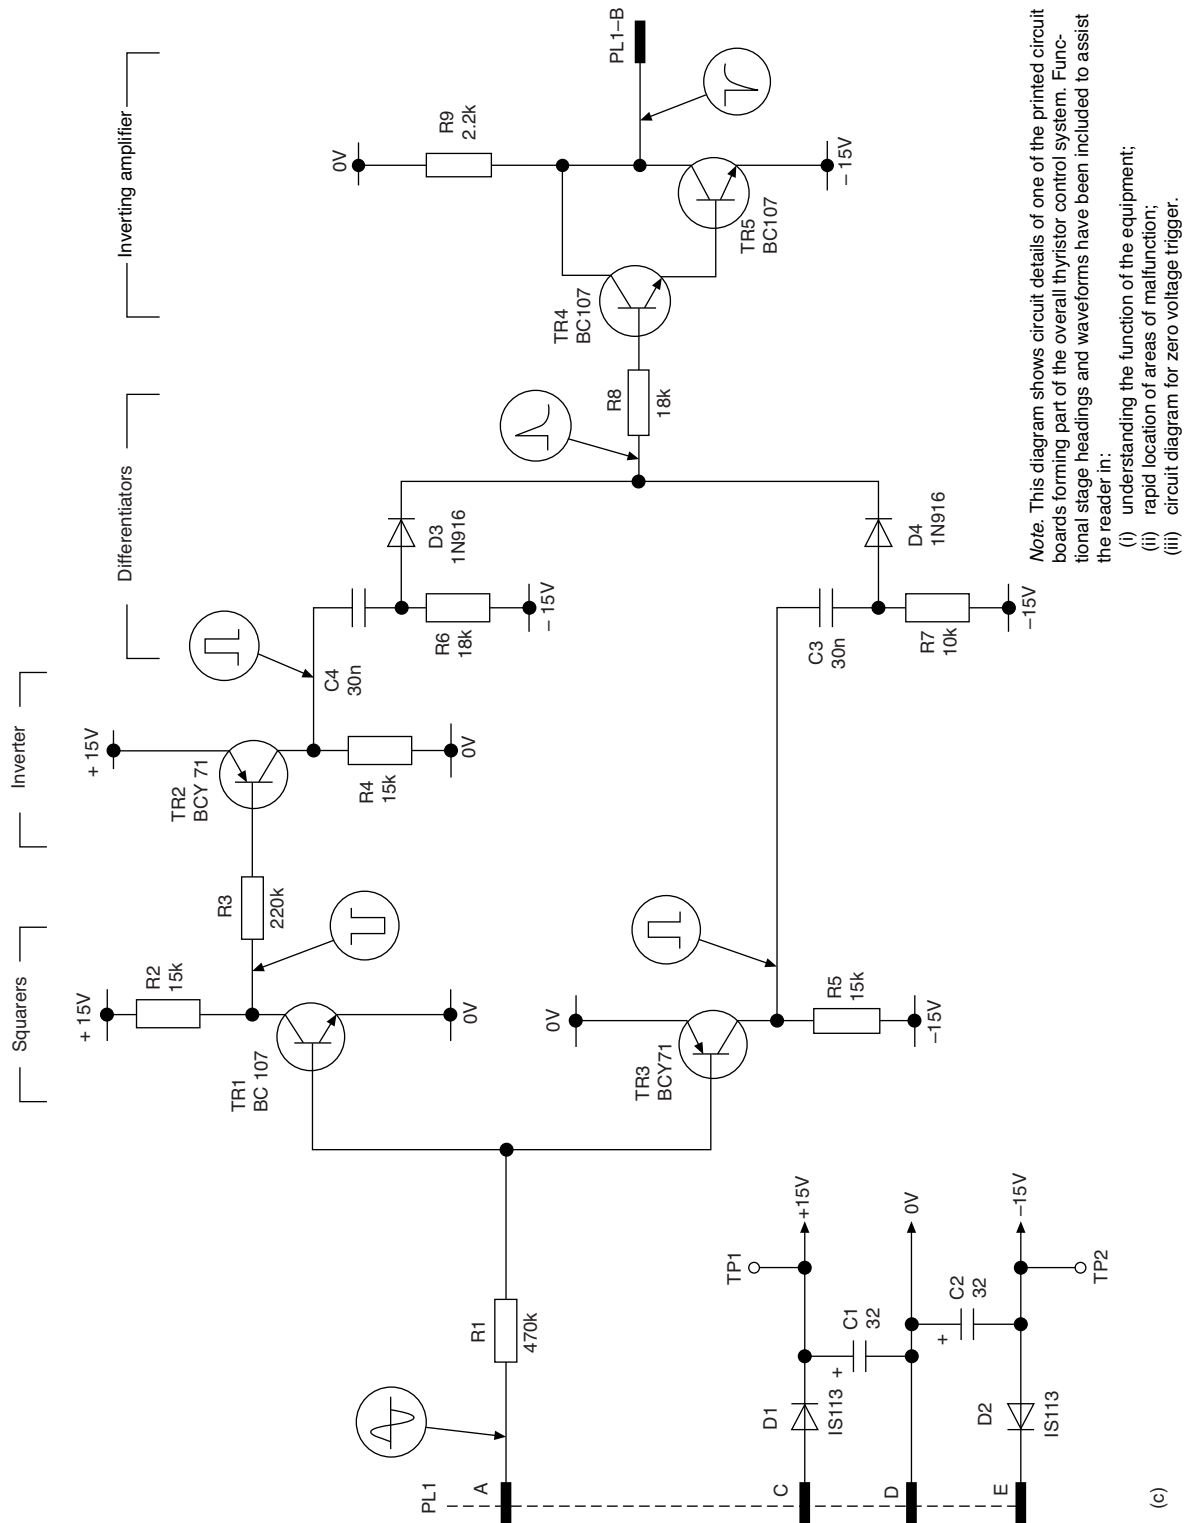 Squarers
Inverter
Differentiators
Inverting amplifier
+ 15V
R2
15k
TR1
BC 107
0V
R3
220k
+ 15V
TR2
BCY 71
R4
15k
0V
C4
30n
R6
18k
– 15V
D3
1N916
0V
R9
2.2k
PL1–B
TR4
BC107
TR5
BC107
–15V
R8
18k
PL1
A
R1
470k
0V
TR3
BCY71
R5
15k
–15V
C3
30n
R7
10k
–15V
D4
1N916
C
D1
IS113
+
C1
32
TP1
+15V
D
0V
E
D2
IS113
+
C2
32
TP2
–15V
Note. This diagram shows circuit details of one of the printed circuit
boards forming part of the overall thyristor control system. Func-
tional stage headings and waveforms have been included to assist
the reader in:
(i) understanding the function of the equipment;
(ii) rapid location of areas of malfunction;
(iii) circuit diagram for zero voltage trigger.
(c)